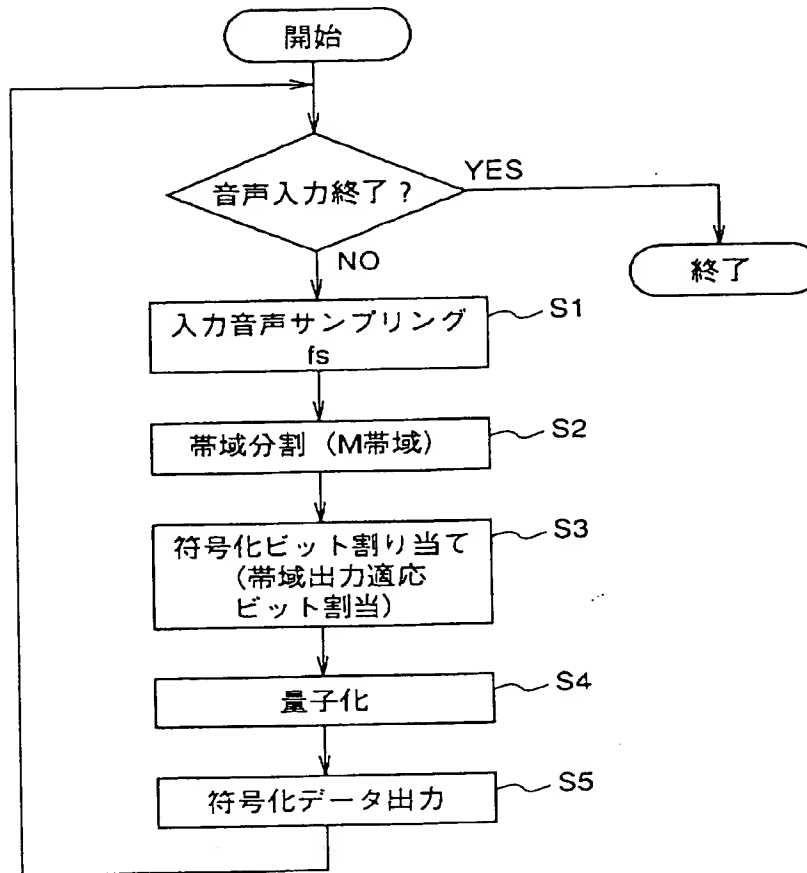 開始
音声入力終了?
YES
終了
NO
入力音声サンプリング
fs
S1
帯域分割(M帯域)
S2
符号化ビット割り当て
(帯域出力適応
ビット割当)
S3
量子化
S4
符号化データ出力
S5